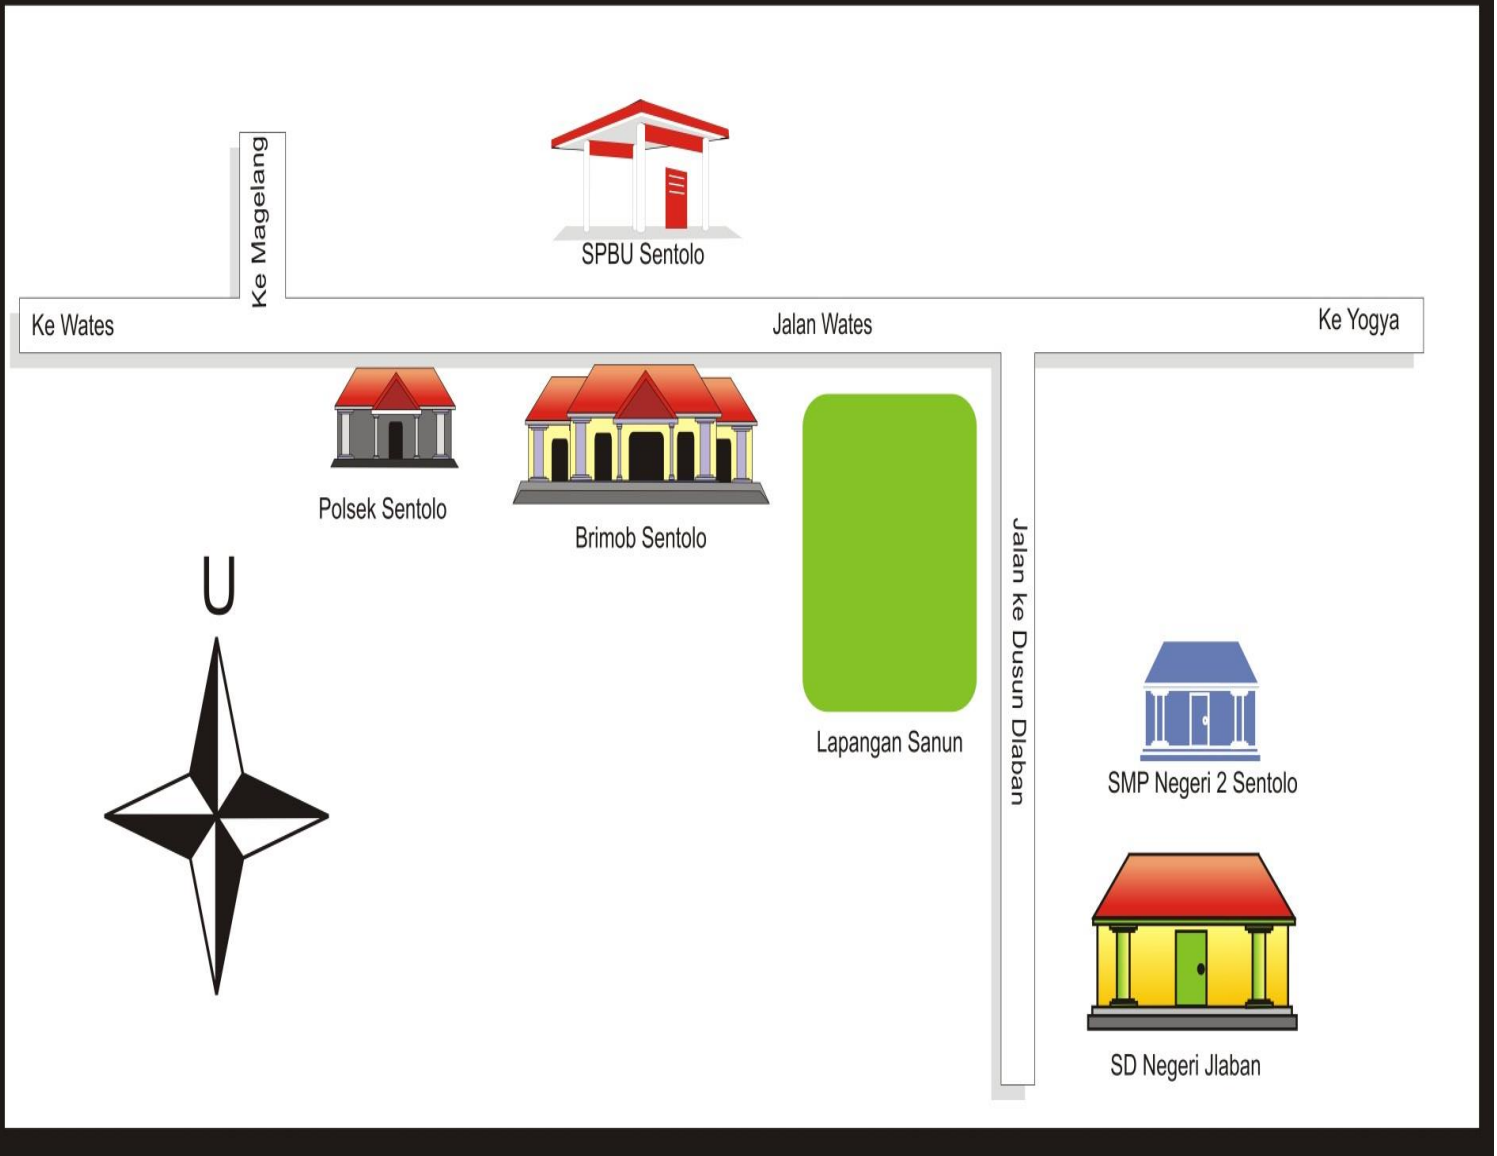 Ke Magelang
SPBU Sentolo
Ke Wates
Jalan Wates
Ke Yogya
Polsek Sentolo
Brimob Sentolo
U
Jalan ke Dusun Dlaban
Lapangan Sanun
SMP Negeri 2 Sentolo
SD Negeri Jlaban